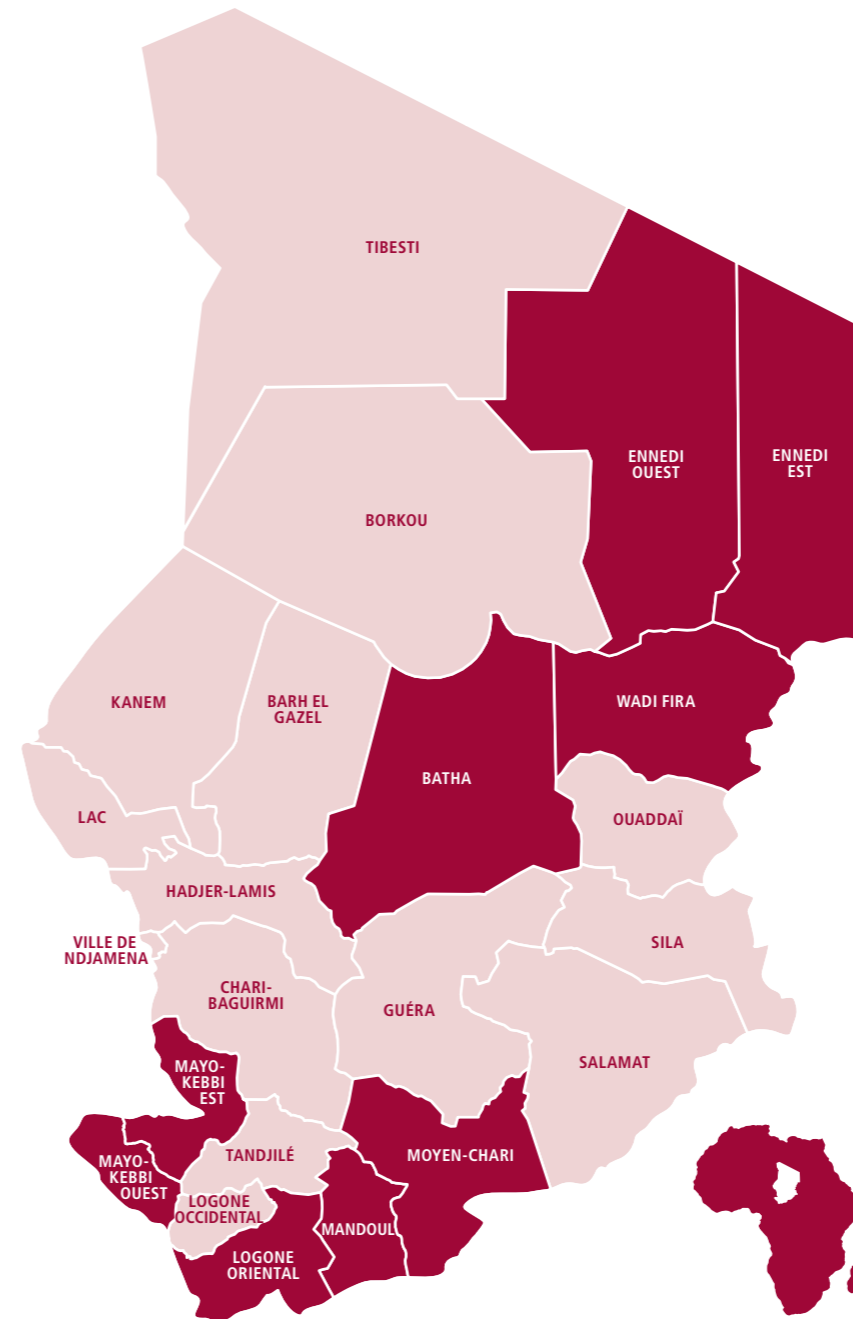 TIBESTI
ENNEDI
OUEST
ENNEDI
EST
BORKOU
KANEM
BARH EL
GAZEL
WADI FIRA
BATHA
LAC
OUADDAÏ
HADJER-LAMIS
VILLE DE
NDJAMENA
SILA
CHARI-
BAGUIRMI
GUÉRA
SALAMAT
MAYO-
KEBBI
EST
MAYO-
KEBBI
OUEST
TANDJILÉ
MOYEN-CHARI
LOGONE
OCCIDENTAL
MANDOUL
LOGONE
ORIENTAL